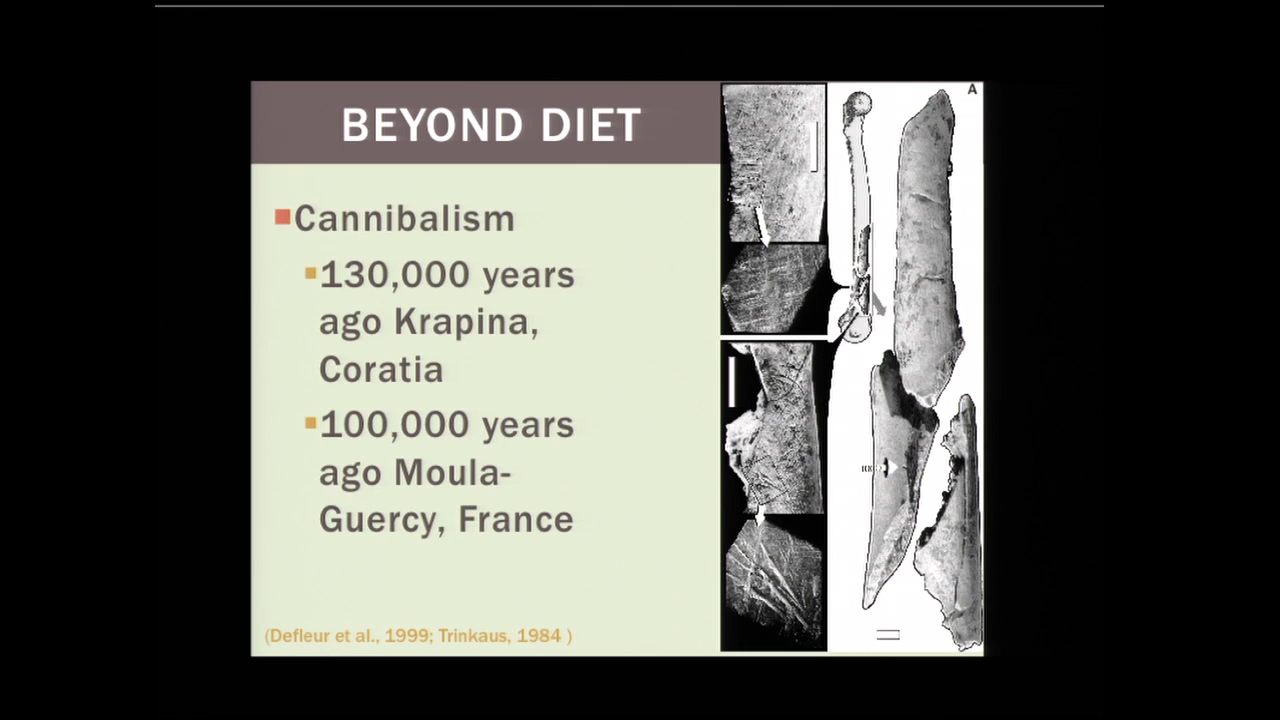 BEYOND DIET
A
Cannibalism
130,000 years
ago Krapina,
Coratia
100,000 years
ago Moula-
Guercy, France
(Defleur et al., 1999; Trinkaus, 1984 )